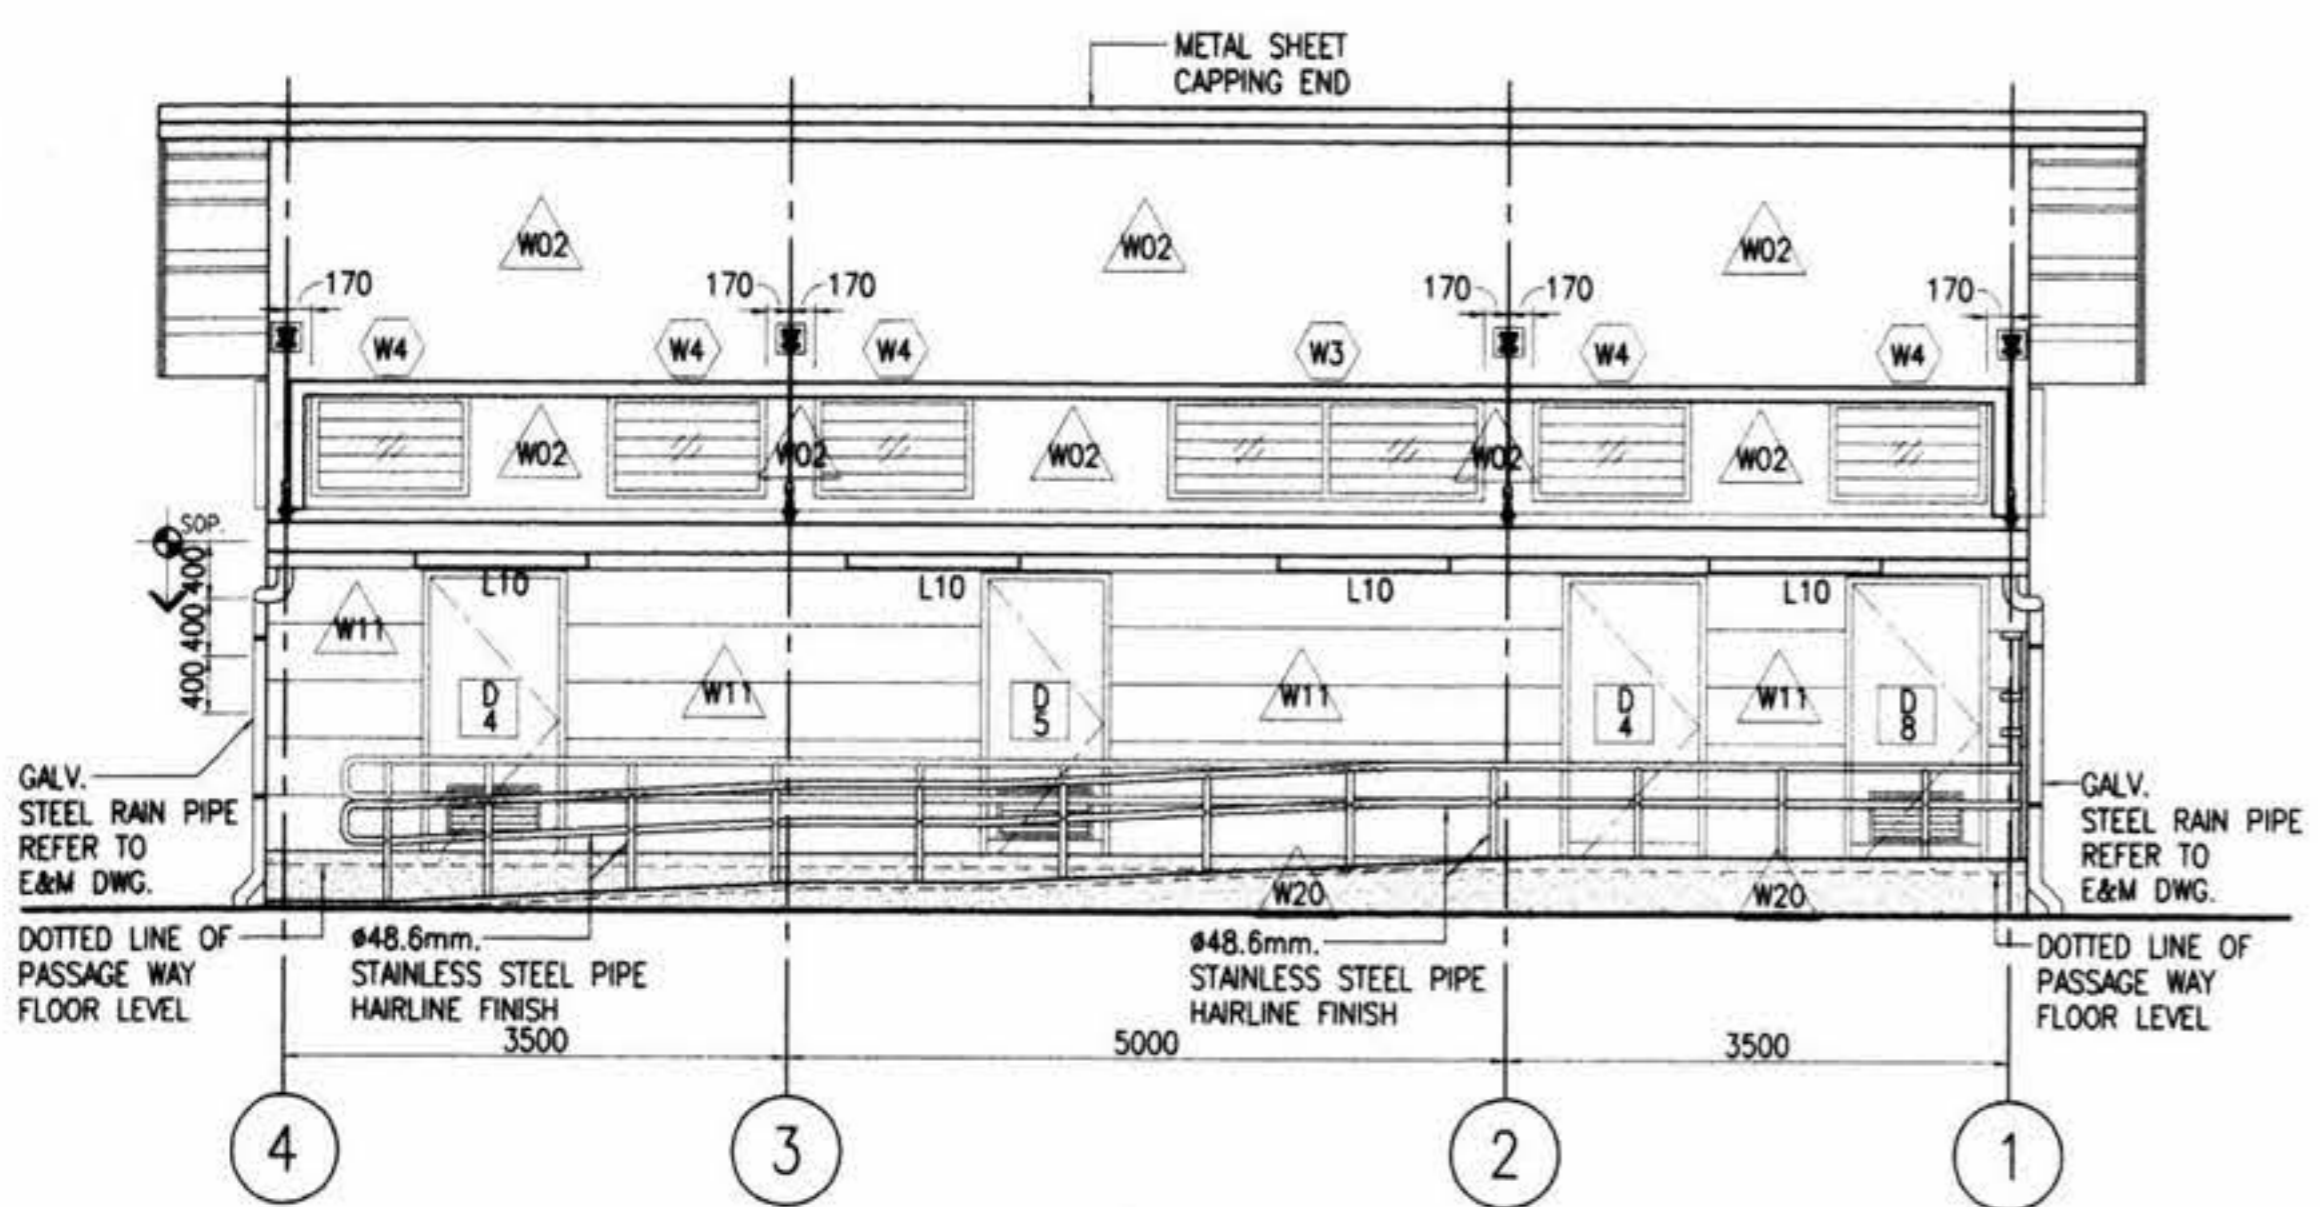 METAL SHEET
CAPPING END
W02 W02 W02
170 170 170 170 170 170
W4 W4 W4 W3 W4 W4
W02 W02 W02 W02 W02
SOP.
400
400
400
L10 L10 L10 L10
W11 W11 W11 W11
D
4
D
5
D
4
D
8
GALV.
STEEL RAIN PIPE
REFER TO
E&M DWG.
GALV.
STEEL RAIN PIPE
REFER TO
E&M DWG.
W20 W20
DOTTED LINE OF
PASSAGE WAY
FLOOR LEVEL
ø48.6mm.
STAINLESS STEEL PIPE
HAIRLINE FINISH
ø48.6mm.
STAINLESS STEEL PIPE
HAIRLINE FINISH
DOTTED LINE OF
PASSAGE WAY
FLOOR LEVEL
3500 5000 3500
4 3 2 1